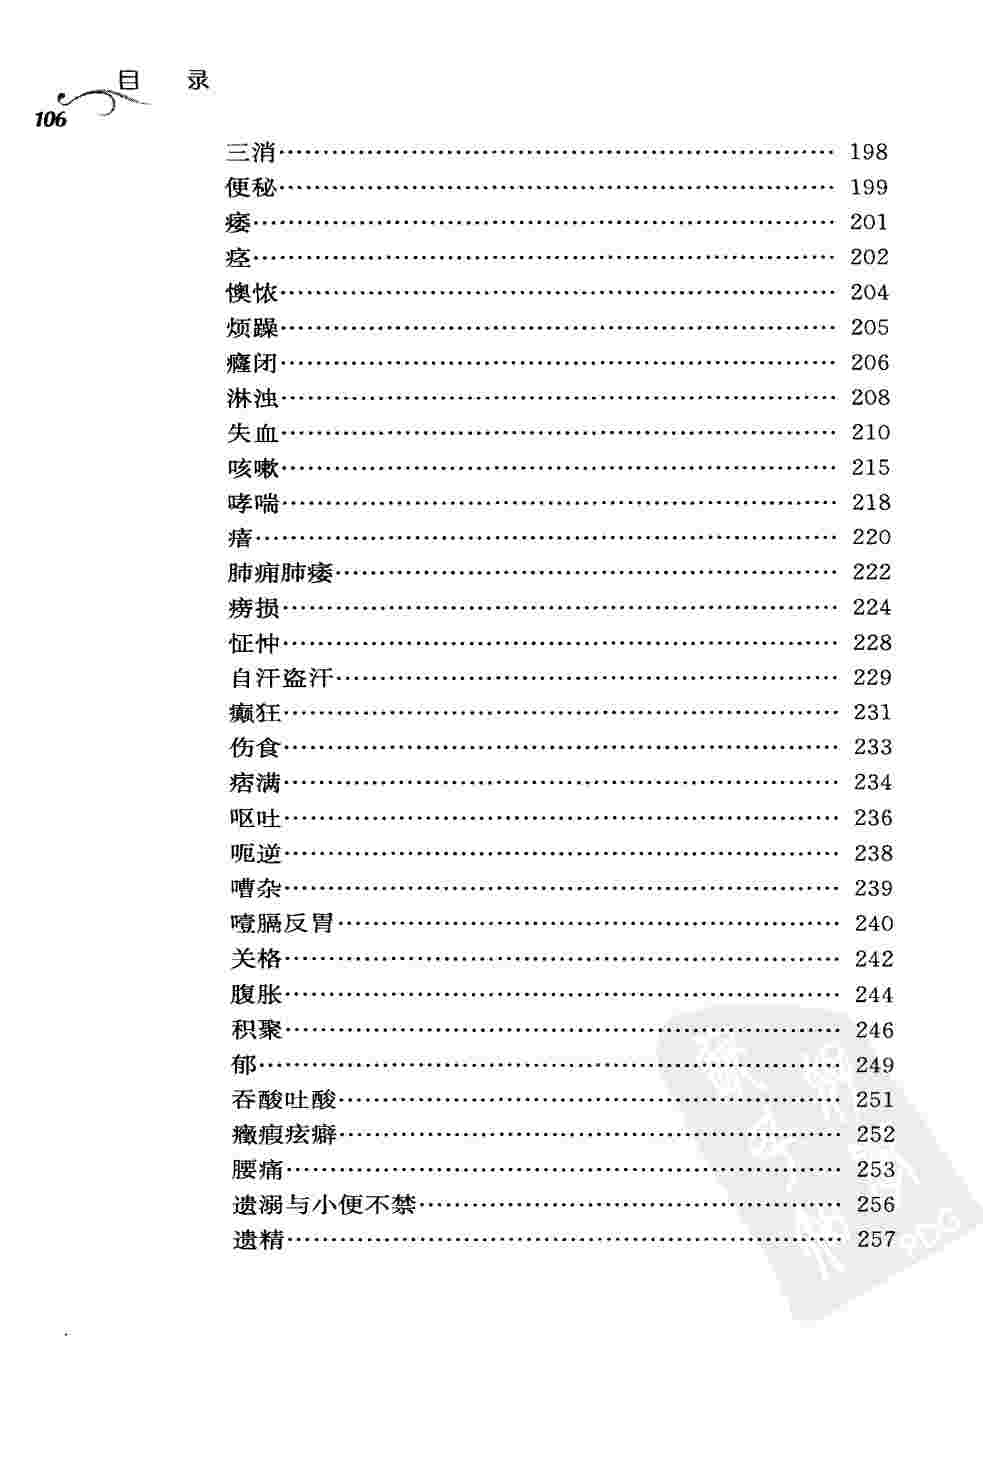 目 录
106
三消…… 198
便秘…… 199
痿…… 201
痉…… 202
懊侬…… 204
烦躁…… 205
癃闭…… 206
淋浊…… 208
失血…… 210
咳嗽…… 215
哮喘…… 218
瘖…… 220
肺痈肺痿…… 222
痨损…… 224
怔忡…… 228
自汗盗汗…… 229
癫狂…… 231
伤食…… 233
痞满…… 234
呕吐…… 236
呃逆…… 238
嘈杂…… 239
噎膈反胃…… 240
关格…… 242
腹胀…… 244
积聚…… 246
郁…… 249
吞酸吐酸…… 251
癥瘕痃癖…… 252
腰痛…… 253
遗溺与小便不禁…… 256
遗精…… 257
PDG